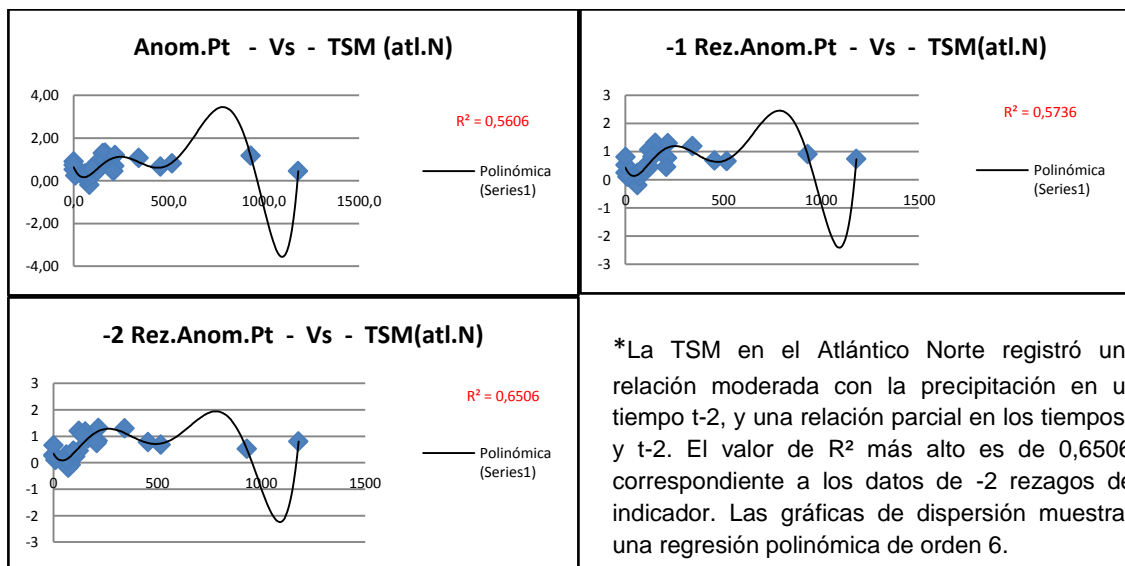 Anom.Pt - Vs - TSM (atl.N)
4,00
2,00
0,00
-2,00
-4,00
0,0
500,0
1000,0
1500,0
R² = 0,5606
Polinómica
(Series1)
-1 Rez.Anom.Pt - Vs - TSM(atl.N)
3
2
1
0
-1
-2
-3
0
500
1000
1500
R² = 0,5736
Polinómica
(Series1)
-2 Rez.Anom.Pt - Vs - TSM(atl.N)
3
2
1
0
-1
-2
-3
0
500
1000
1500
R² = 0,6506
Polinómica
(Series1)
*La TSM en el Atlántico Norte registró un
relación moderada con la precipitación en u
tiempo t-2, y una relación parcial en los tiempos
y t-2. El valor de R² más alto es de 0,6506
correspondiente a los datos de -2 rezagos de
indicador. Las gráficas de dispersión muestra
una regresión polinómica de orden 6.